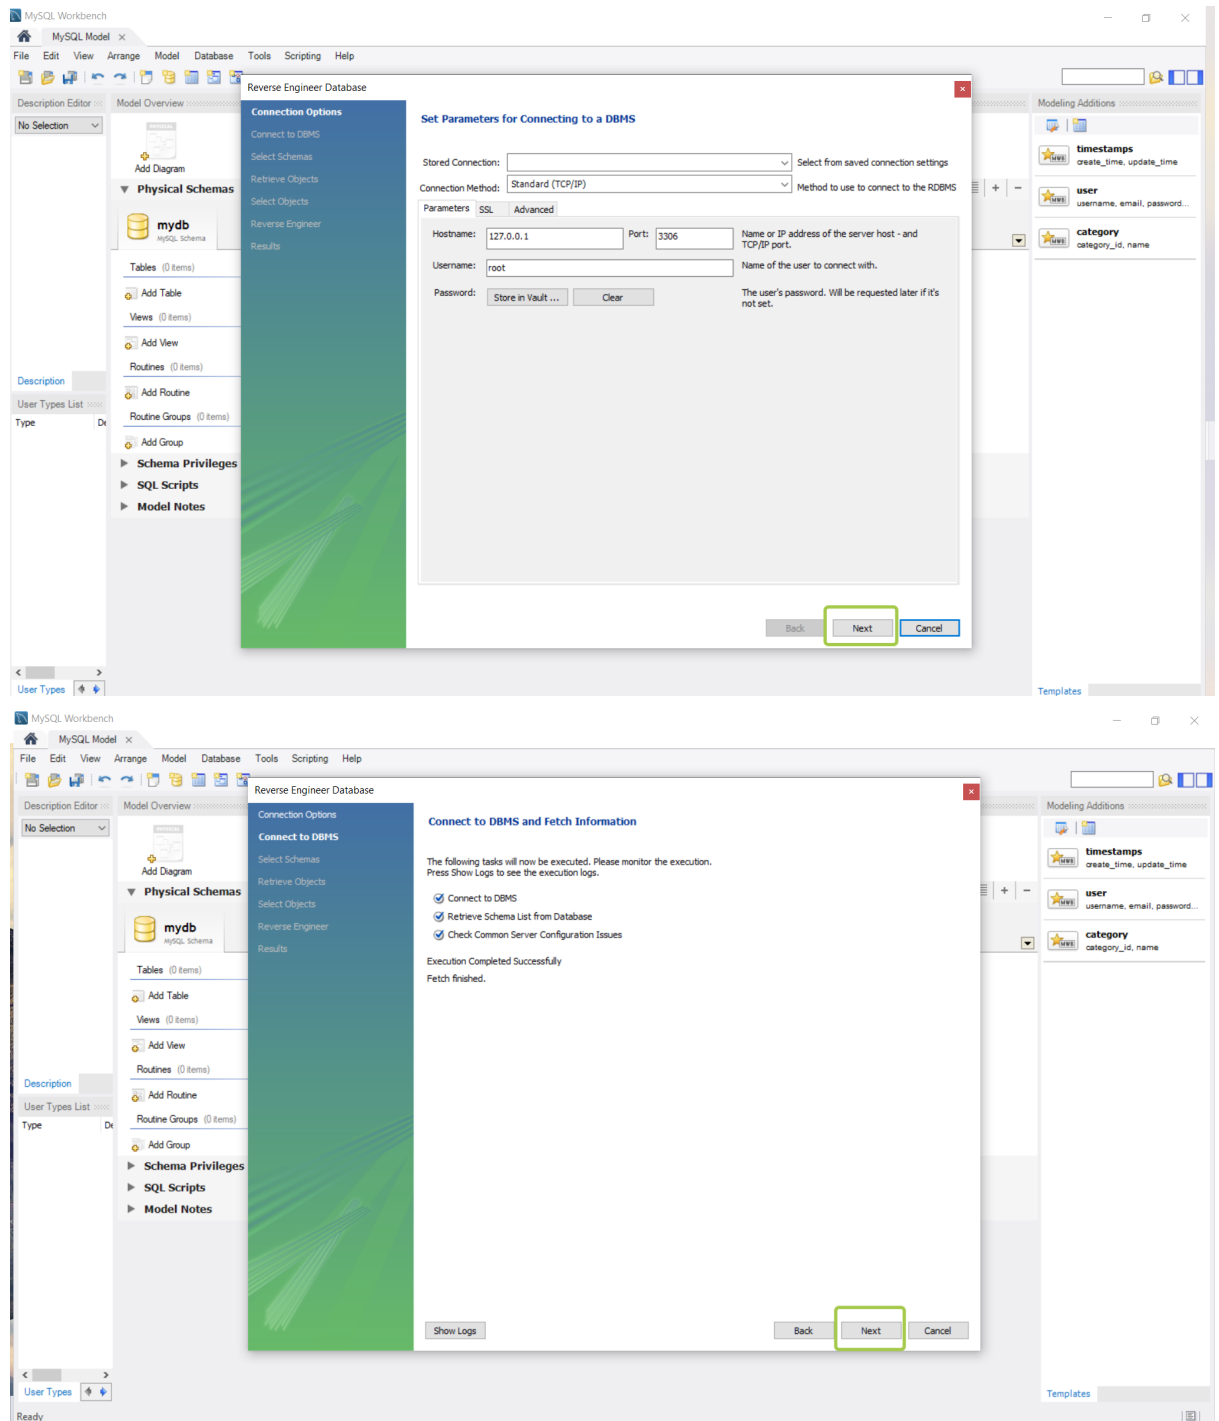 MySQL Workbench
MySQL Model ×
File Edit View Arrange Model Database Tools Scripting Help
Description Editor
No Selection
Description
User Types List
Type De
User Types
Model Overview
Add Diagram
Physical Schemas
mydb
MySQL Schema
Tables (0 items)
Add Table
Views (0 items)
Add View
Routines (0 items)
Add Routine
Routine Groups (0 items)
Add Group
Schema Privileges
SQL Scripts
Model Notes
Reverse Engineer Database
Connection Options
Connect to DBMS
Select Schemas
Retrieve Objects
Select Objects
Reverse Engineer
Results
Set Parameters for Connecting to a DBMS
Stored Connection: Select from saved connection settings
Connection Method: Standard (TCP/IP) Method to use to connect to the RDBMS
Parameters SSL Advanced
Hostname: 127.0.0.1 Port: 3306 Name or IP address of the server host - and
TCP/IP port.
Username: root Name of the user to connect with.
Password: Store in Vault ... Clear The user's password. Will be requested later if it's
not set.
Back Next Cancel
Modeling Additions
timestamps
create_time, update_time
user
username, email, password...
category
category_id, name
Templates
MySQL Workbench
MySQL Model ×
File Edit View Arrange Model Database Tools Scripting Help
Description Editor
No Selection
Description
User Types List
Type De
User Types
Ready
Model Overview
Add Diagram
Physical Schemas
mydb
MySQL Schema
Tables (0 items)
Add Table
Views (0 items)
Add View
Routines (0 items)
Add Routine
Routine Groups (0 items)
Add Group
Schema Privileges
SQL Scripts
Model Notes
Reverse Engineer Database
Connection Options
Connect to DBMS
Select Schemas
Retrieve Objects
Select Objects
Reverse Engineer
Results
Connect to DBMS and Fetch Information
The following tasks will now be executed. Please monitor the execution.
Press Show Logs to see the execution logs.
Connect to DBMS
Retrieve Schema List from Database
Check Common Server Configuration Issues
Execution Completed Successfully
Fetch finished.
Show Logs Back Next Cancel
Modeling Additions
timestamps
create_time, update_time
user
username, email, password...
category
category_id, name
Templates